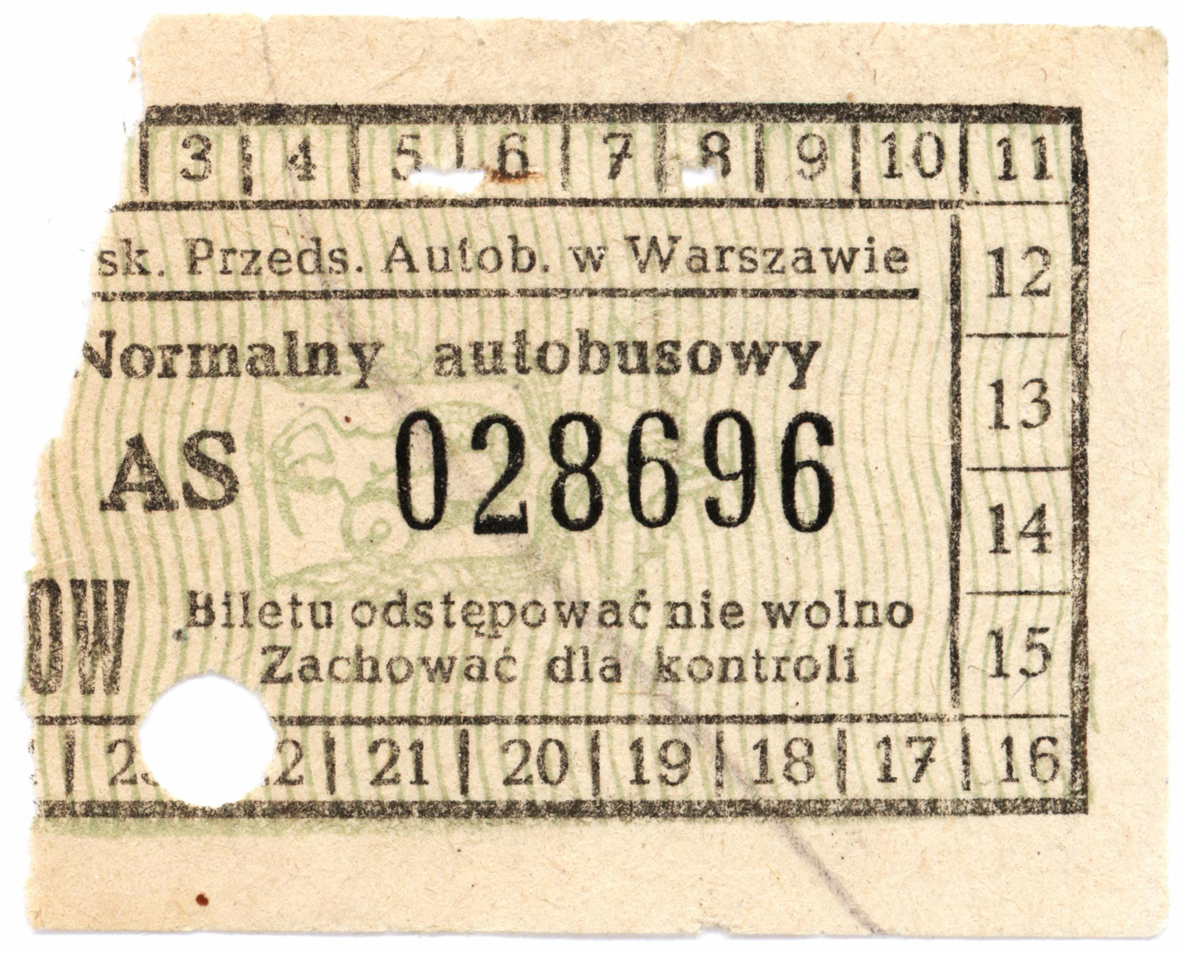 3 4 5 6 7 8 9 10 11
sk. Przeds. Autob. w Warszawie
12
Normalny autobusowy
13
AS 028696
14
OW
Biletu odstępować nie wolno
Zachować dla kontroli
15
21 20 19 18 17 16